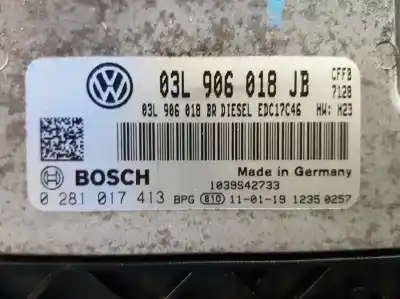 03L 906 018 JB CFFB
7128
03L 906 018 BR DIESEL EDC17C46 HW: H23
Made in Germany
BOSCH 1039S42733
0 281 017 413 BPG 810 11-01-19 1235 0257